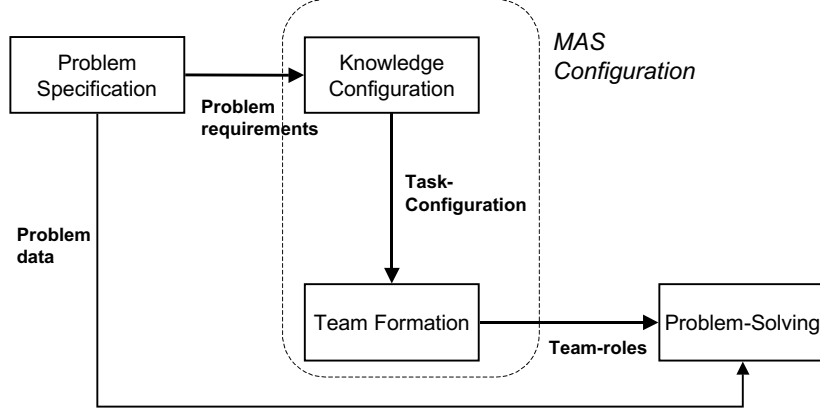 Problem
Specification
Knowledge
Configuration
MAS
Configuration
Problem
requirements
Task-
Configuration
Problem
data
Team Formation
Problem-Solving
Team-roles